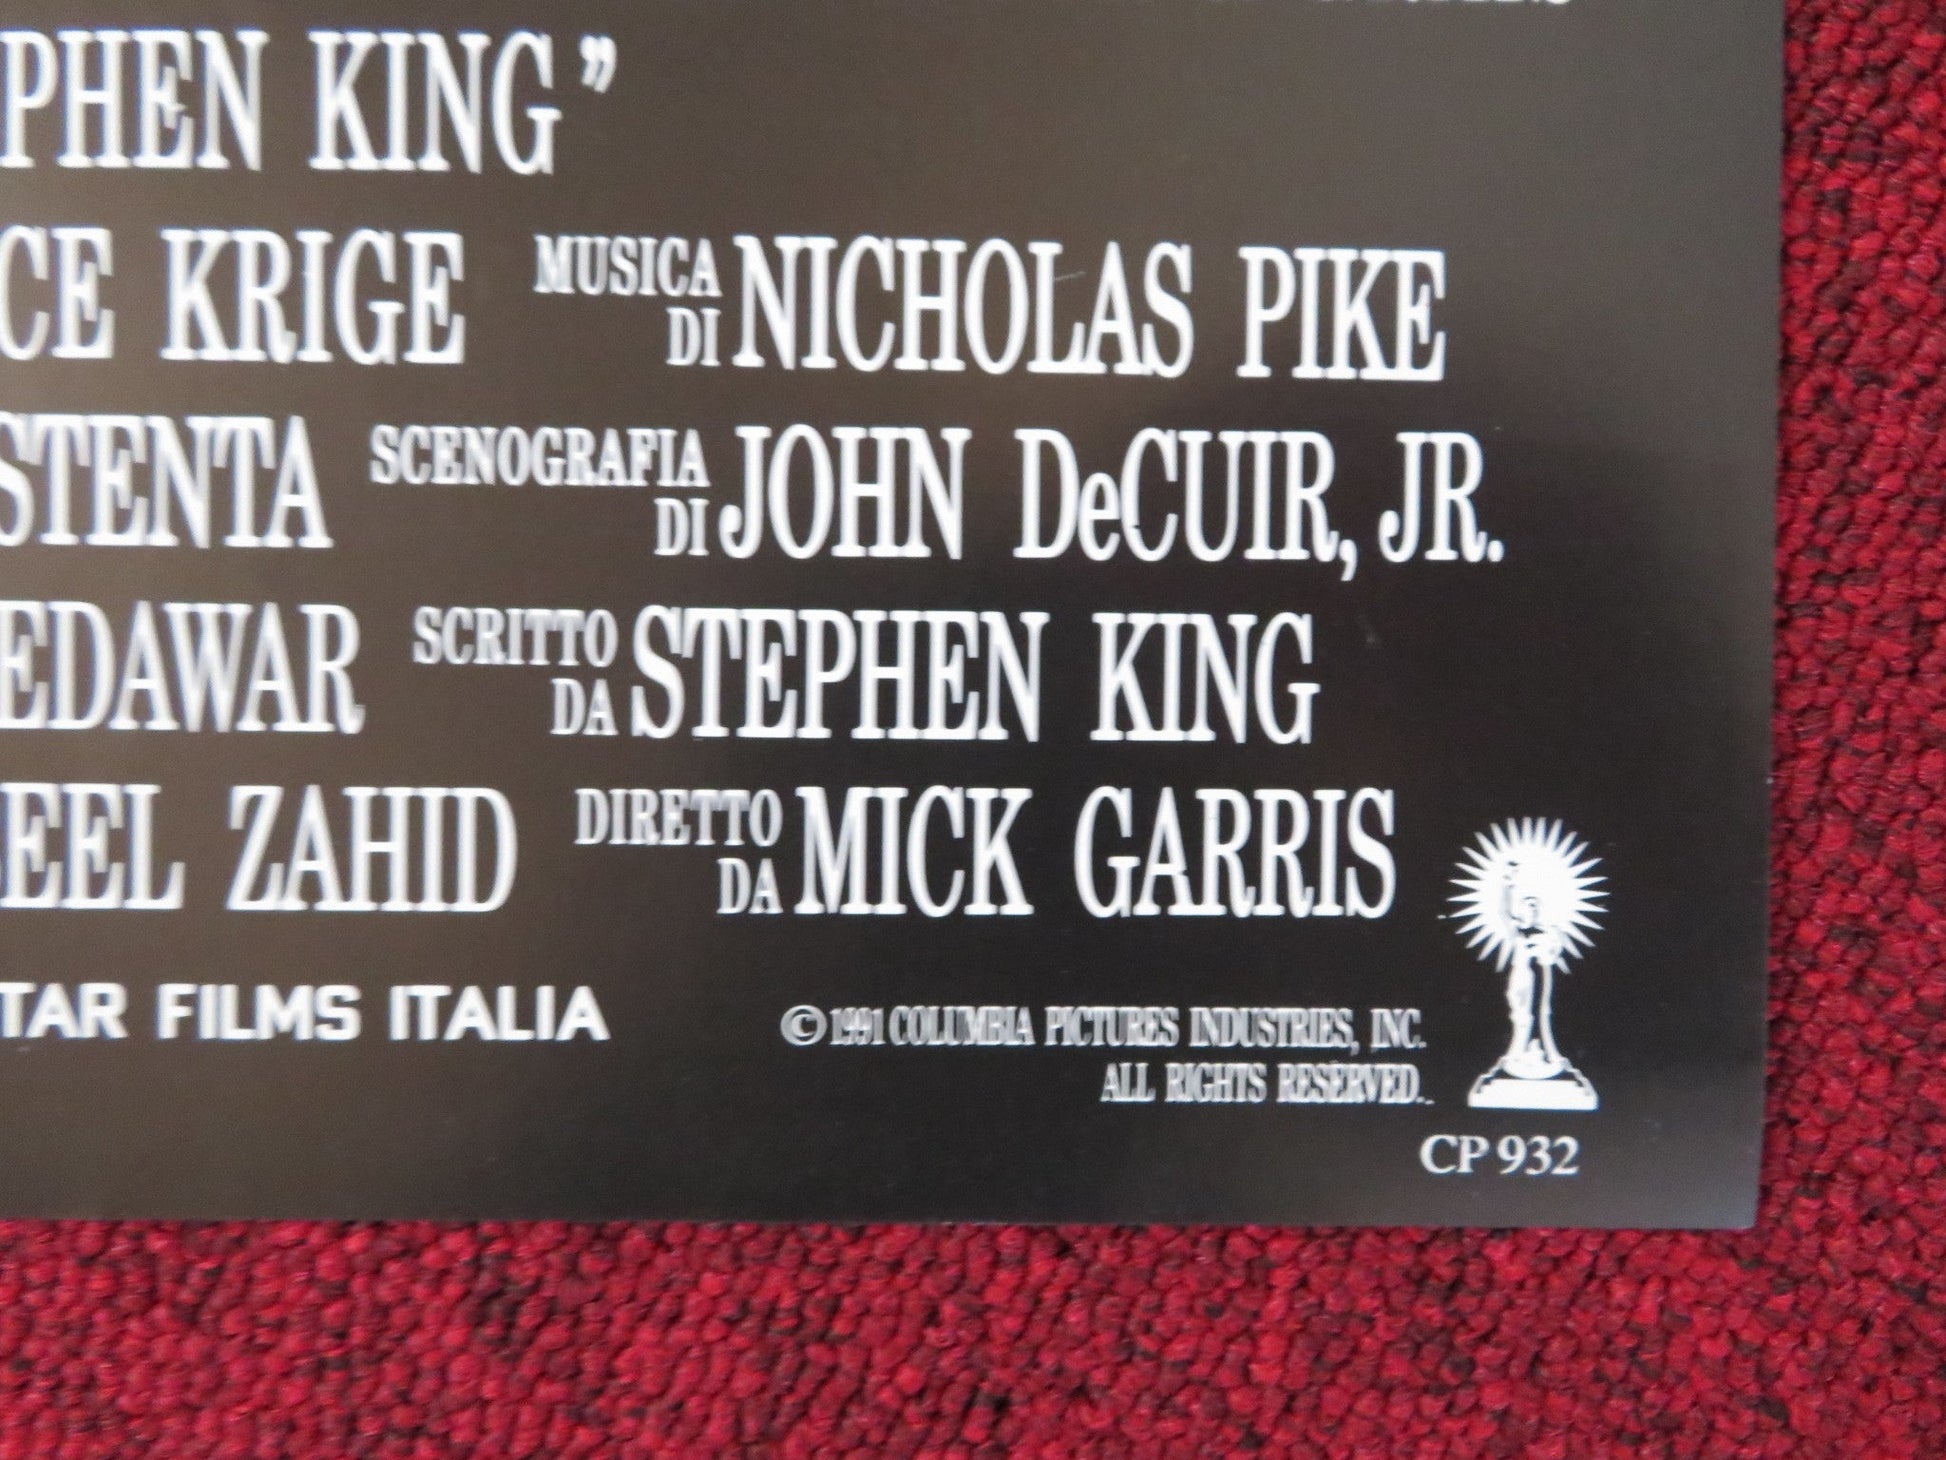 PHEN KING”
CE KRIGE MUSICA DI NICHOLAS PIKE
STENTA SCENOGRAFIA DI JOHN DeCUIR, JR.
EDAWAR SCRITTO DA STEPHEN KING
EEL ZAHID DIRETTO DA MICK GARRIS
TAR FILMS ITALIA
© 1991 COLUMBIA PICTURES INDUSTRIES, INC.
ALL RIGHTS RESERVED.
CP 932